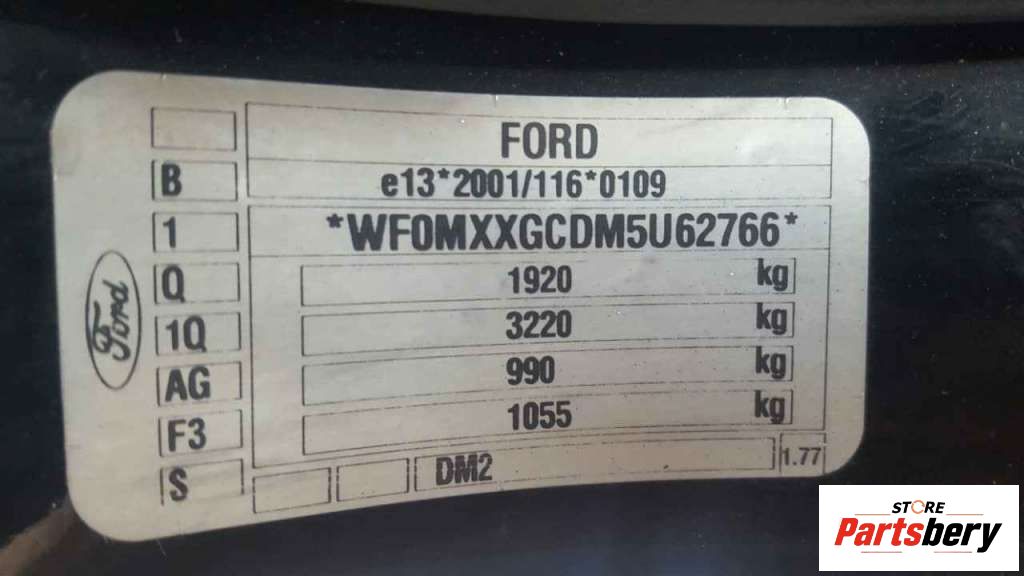 FORD
B e13*2001/116*0109
1 *WF0MXXGCDM5U62766*
Q 1920 kg
1Q 3220 kg
AG 990 kg
F3 1055 kg
S DM2 1.77
Ford
STORE
Partsbery